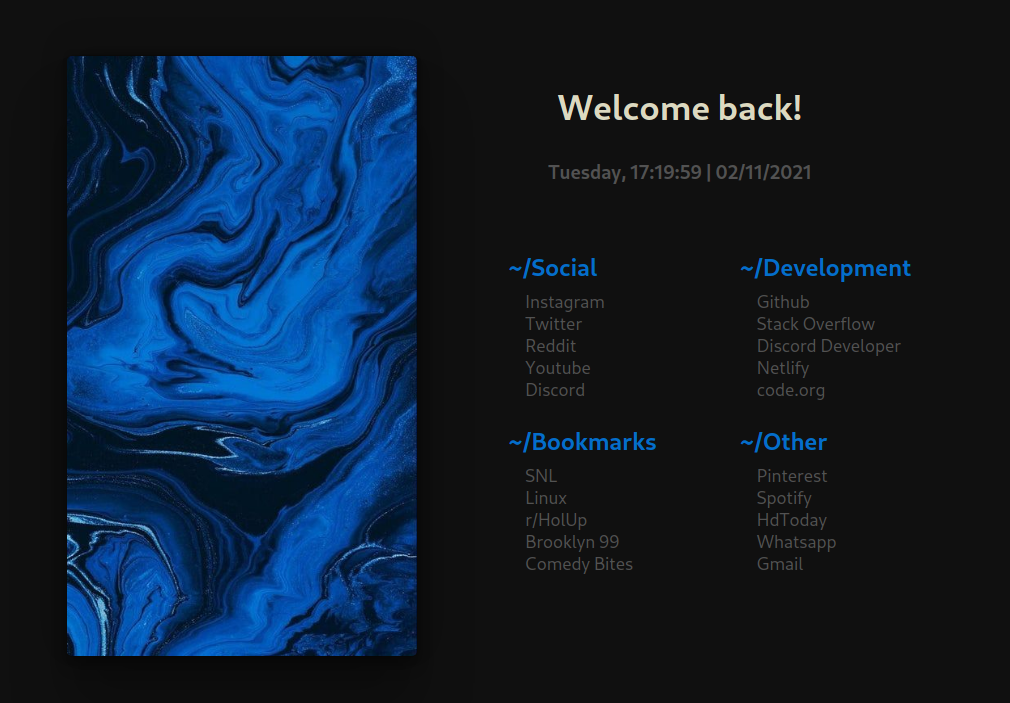 Welcome back!
Tuesday, 17:19:59 | 02/11/2021
~/Social
Instagram
Twitter
Reddit
Youtube
Discord
~/Development
Github
Stack Overflow
Discord Developer
Netlify
code.org
~/Bookmarks
SNL
Linux
r/HolUp
Brooklyn 99
Comedy Bites
~/Other
Pinterest
Spotify
HdToday
Whatsapp
Gmail